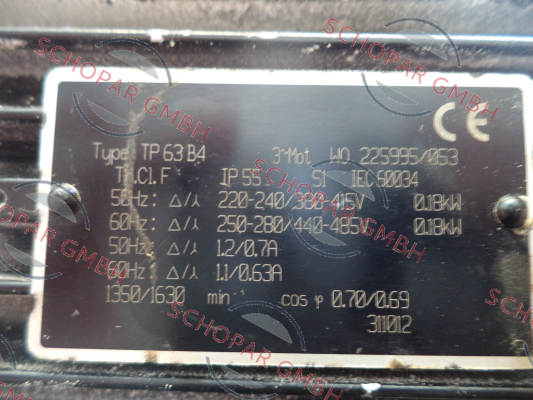 CE
Type: TP 63 B4 3~Mot. WO 225995/053
Th.Cl.F IP 55 S1 IEC 60034
50Hz: Δ/⅄ 220-240/380-415V 0.18kW
60Hz: Δ/⅄ 250-280/440-485V 0.18kW
50Hz: Δ/⅄ 1.2/0.7A
60Hz: Δ/⅄ 1.1/0.63A
1350/1630 min⁻¹ cos φ 0.70/0.69
311012
SCHOPAR GMBH
SCHOPAR GMBH
SCHOPAR GMBH
SCHOPAR GMBH